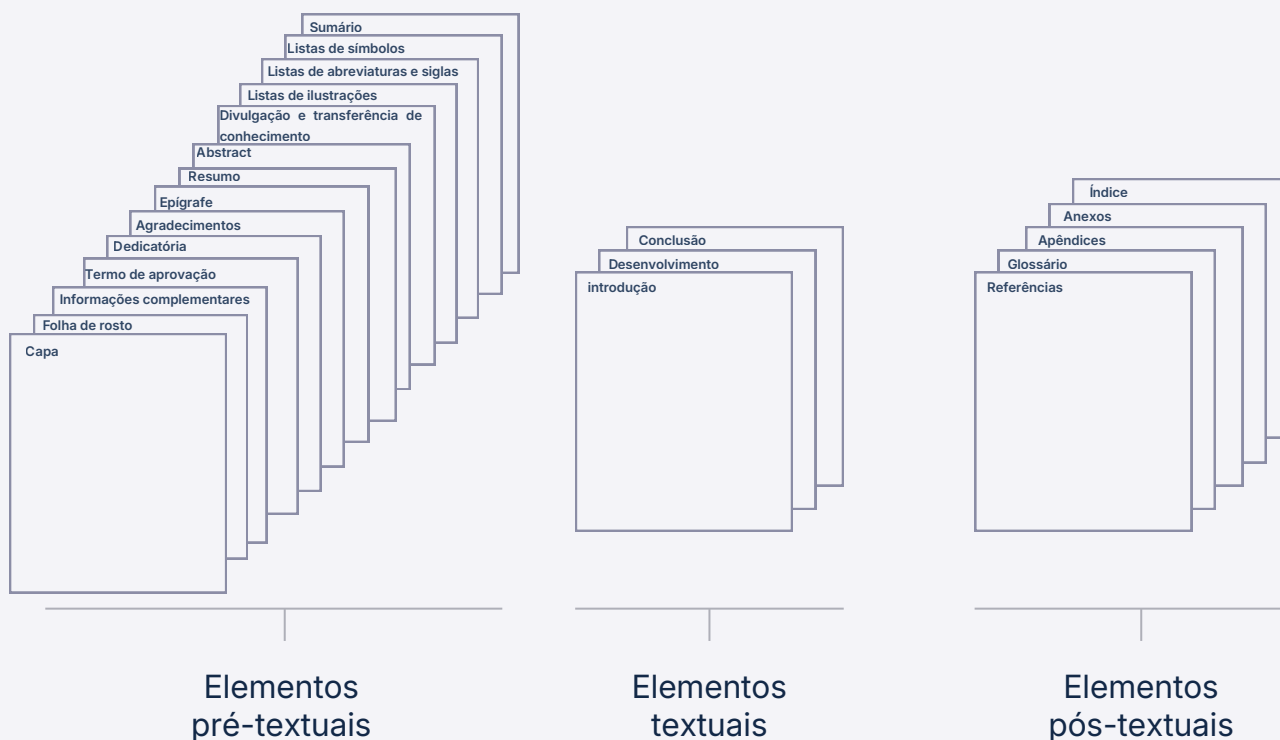 Sumário
Listas de símbolos
Listas de abreviaturas e siglas
Listas de ilustrações
Divulgação e transferência de
conhecimento
Abstract
Resumo
Epígrafe
Agradecimentos
Dedicatória
Termo de aprovação
Informações complementares
Folha de rosto
Capa
Conclusão
Desenvolvimento
introdução
Índice
Anexos
Apêndices
Glossário
Referências
Elementos
pré-textuais
Elementos
textuais
Elementos
pós-textuais